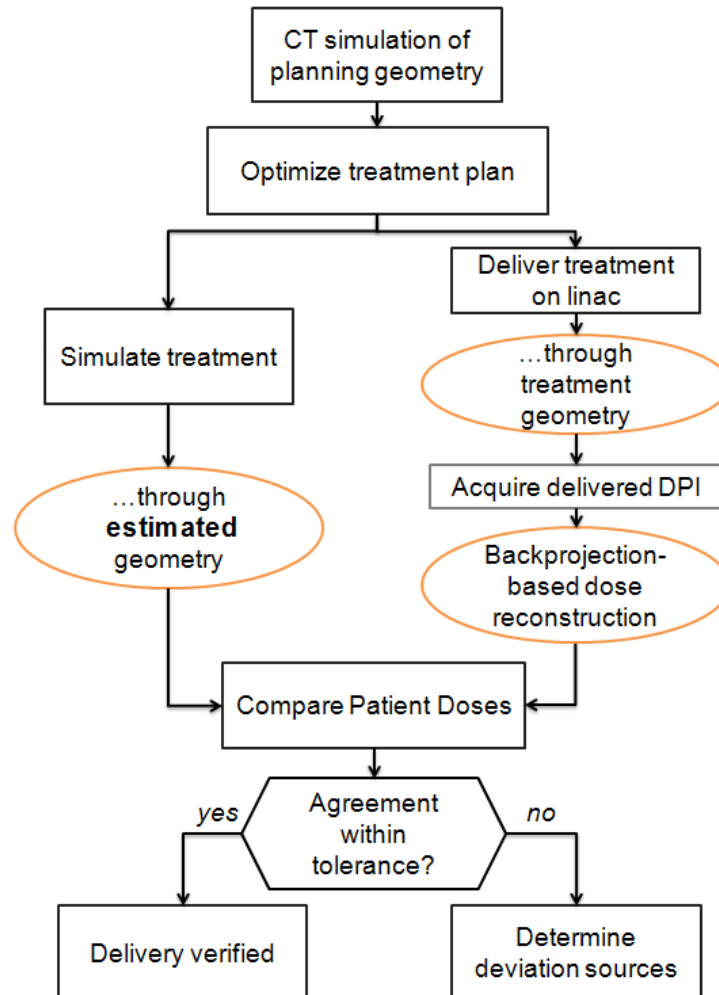 CT simulation of
planning geometry
Optimize treatment plan
Deliver treatment
on linac
Simulate treatment
…through
treatment
geometry
Acquire delivered DPI
…through
estimated
geometry
Backprojection-
based dose
reconstruction
Compare Patient Doses
yes
Agreement
within
tolerance?
no
Delivery verified
Determine
deviation sources